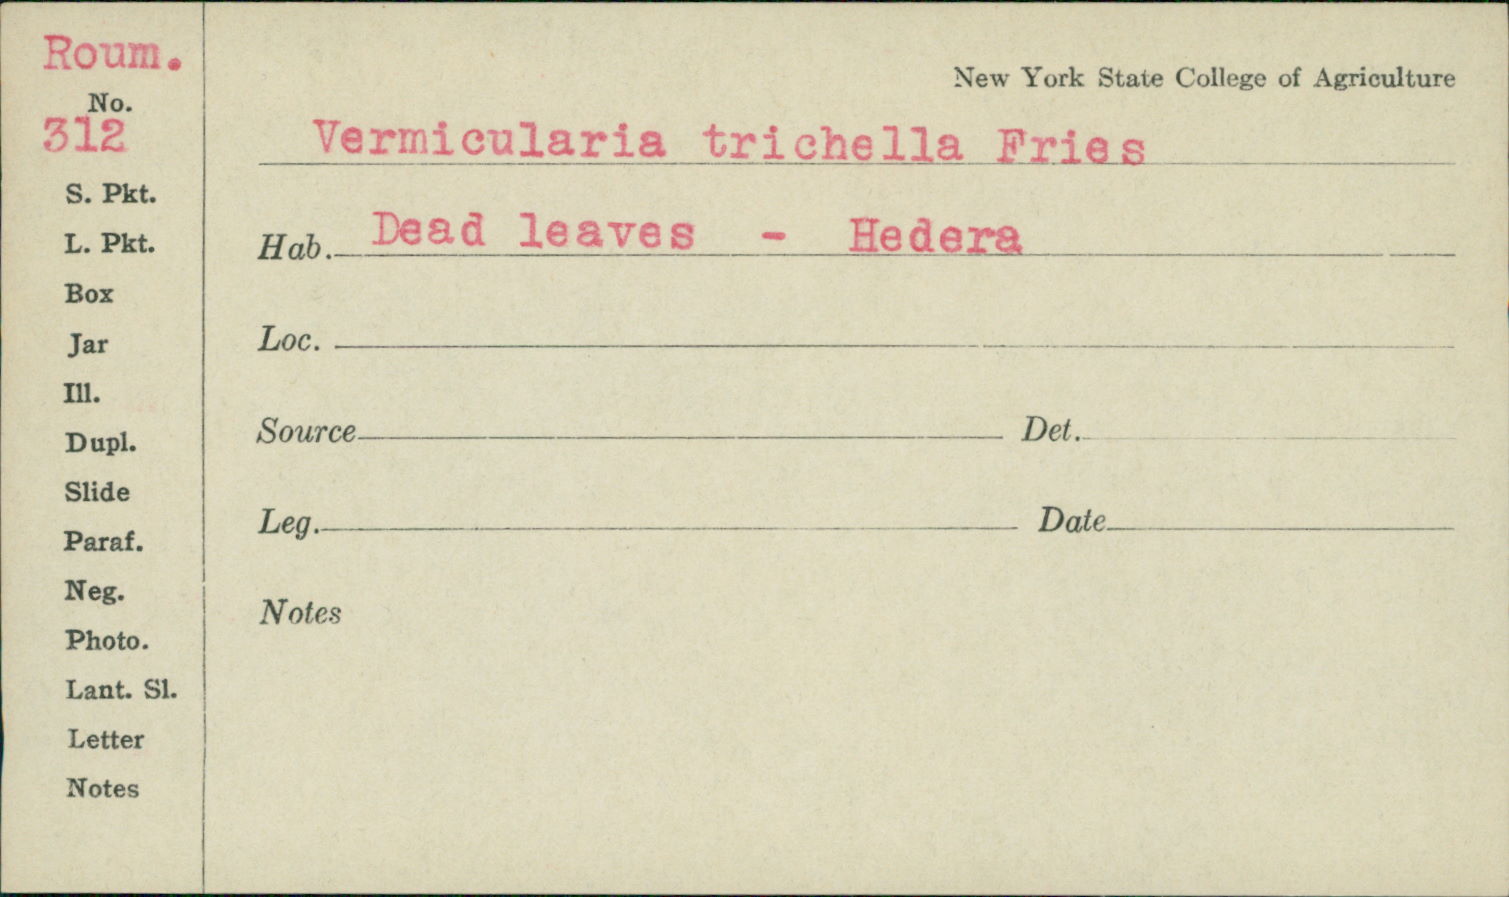 Roum.
No.
312
S. Pkt.
L. Pkt.
Box
Jar
Ill.
Dupl.
Slide
Paraf.
Neg.
Photo.
Lant. Sl.
Letter
Notes
New York State College of Agriculture
Vermicularia trichella Fries
Hab. Dead leaves - Hedera
Loc.
Source Det.
Leg. Date
Notes